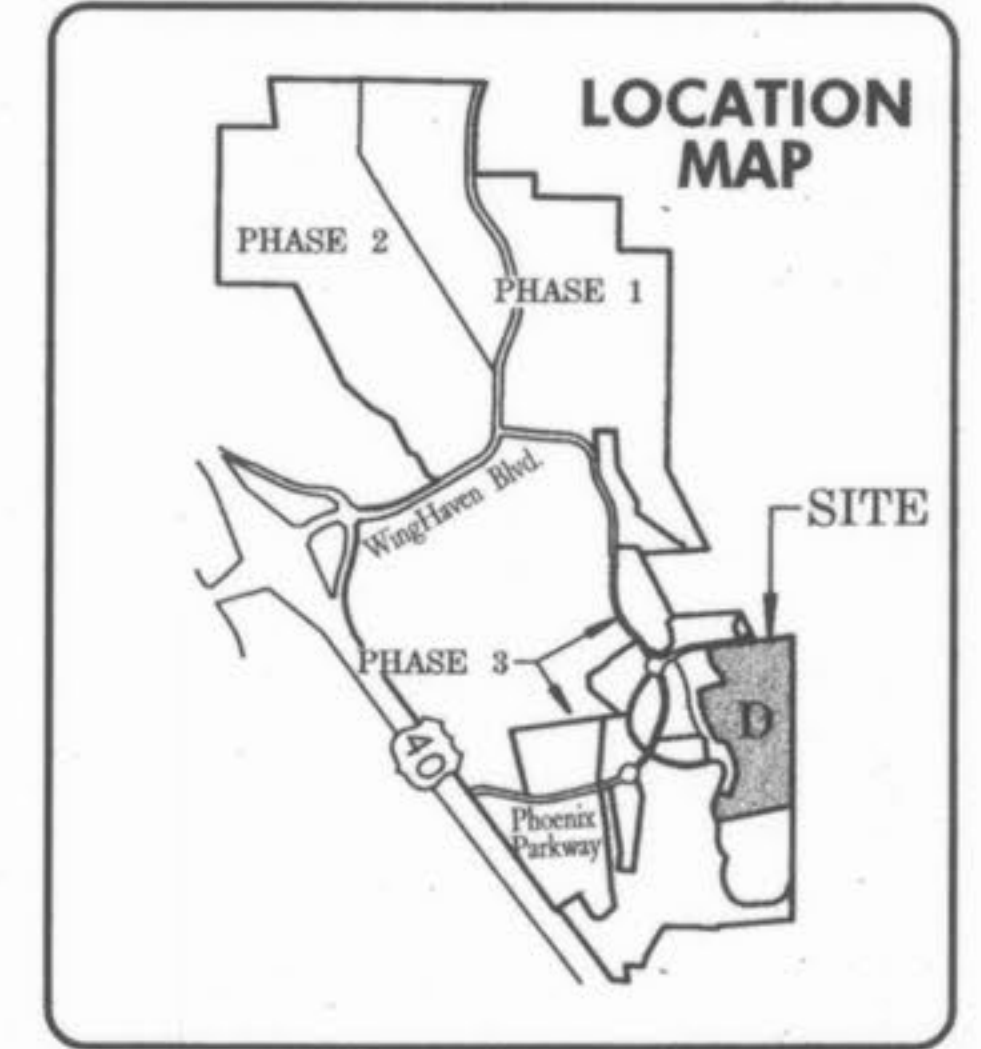 LOCATION
MAP
PHASE 2
PHASE 1
WingHaven Blvd.
SITE
PHASE 3
D
40
Phoenix
Parkway